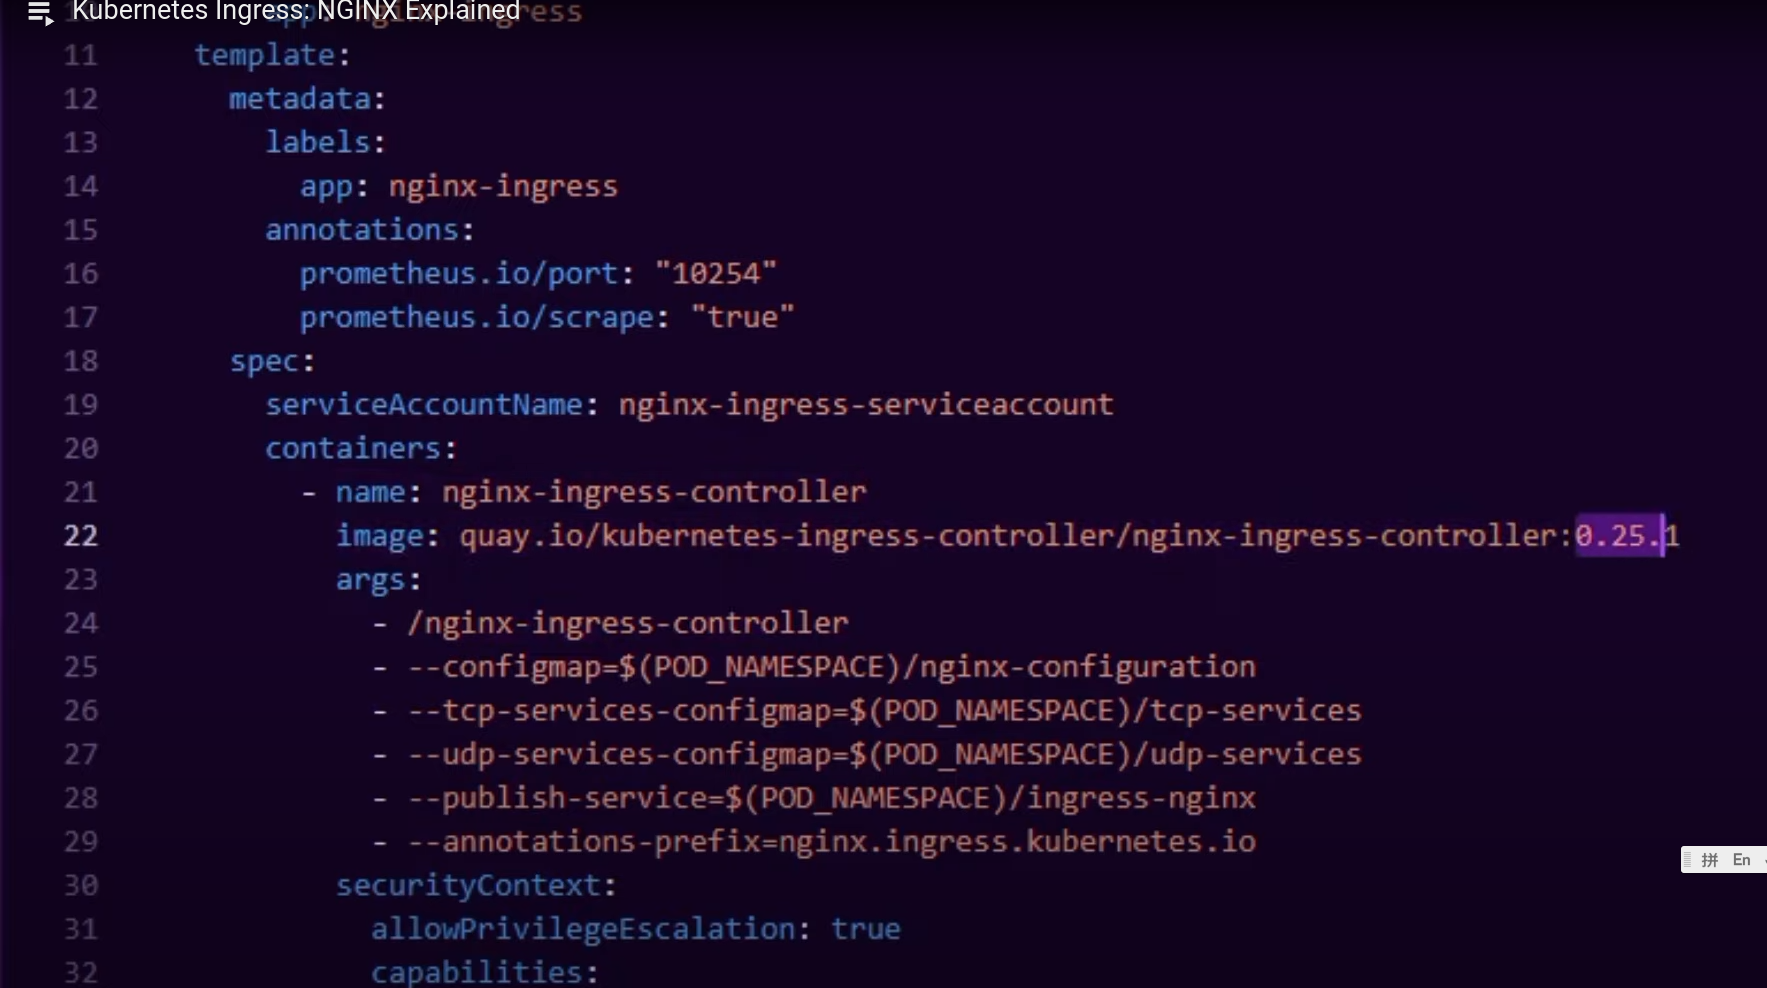 Kubernetes Ingress: NGINX Explained
10 app: nginx-ingress
11 template:
12 metadata:
13 labels:
14 app: nginx-ingress
15 annotations:
16 prometheus.io/port: "10254"
17 prometheus.io/scrape: "true"
18 spec:
19 serviceAccountName: nginx-ingress-serviceaccount
20 containers:
21 - name: nginx-ingress-controller
22 image: quay.io/kubernetes-ingress-controller/nginx-ingress-controller:0.25.1
23 args:
24 - /nginx-ingress-controller
25 - --configmap=$(POD_NAMESPACE)/nginx-configuration
26 - --tcp-services-configmap=$(POD_NAMESPACE)/tcp-services
27 - --udp-services-configmap=$(POD_NAMESPACE)/udp-services
28 - --publish-service=$(POD_NAMESPACE)/ingress-nginx
29 - --annotations-prefix=nginx.ingress.kubernetes.io
拼 En
30 securityContext:
31 allowPrivilegeEscalation: true
32 capabilities: